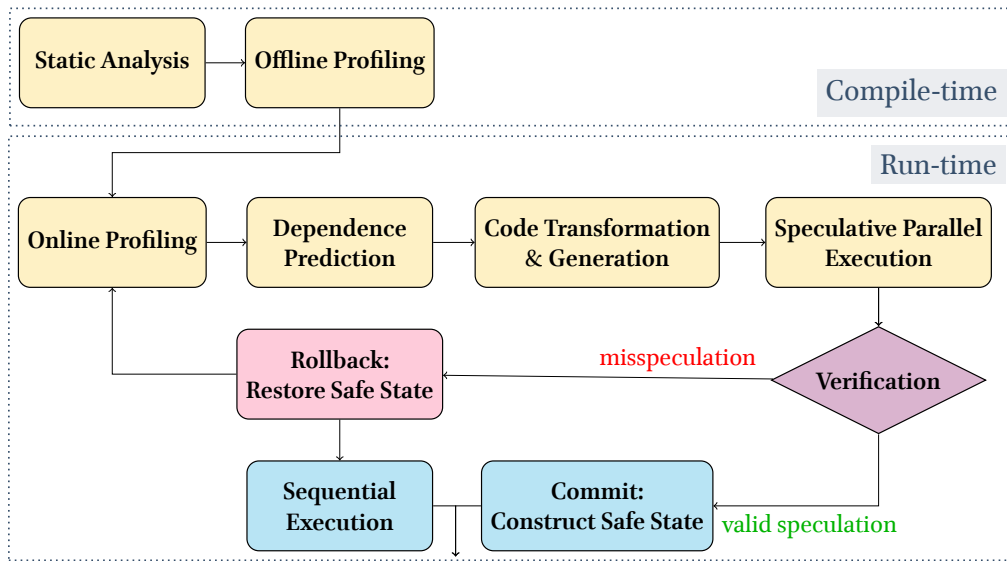 Static Analysis
Offline Profiling
Compile-time
Run-time
Online Profiling
Dependence
Prediction
Code Transformation
& Generation
Speculative Parallel
Execution
Rollback:
Restore Safe State
misspeculation
Verification
Sequential
Execution
Commit:
Construct Safe State
valid speculation